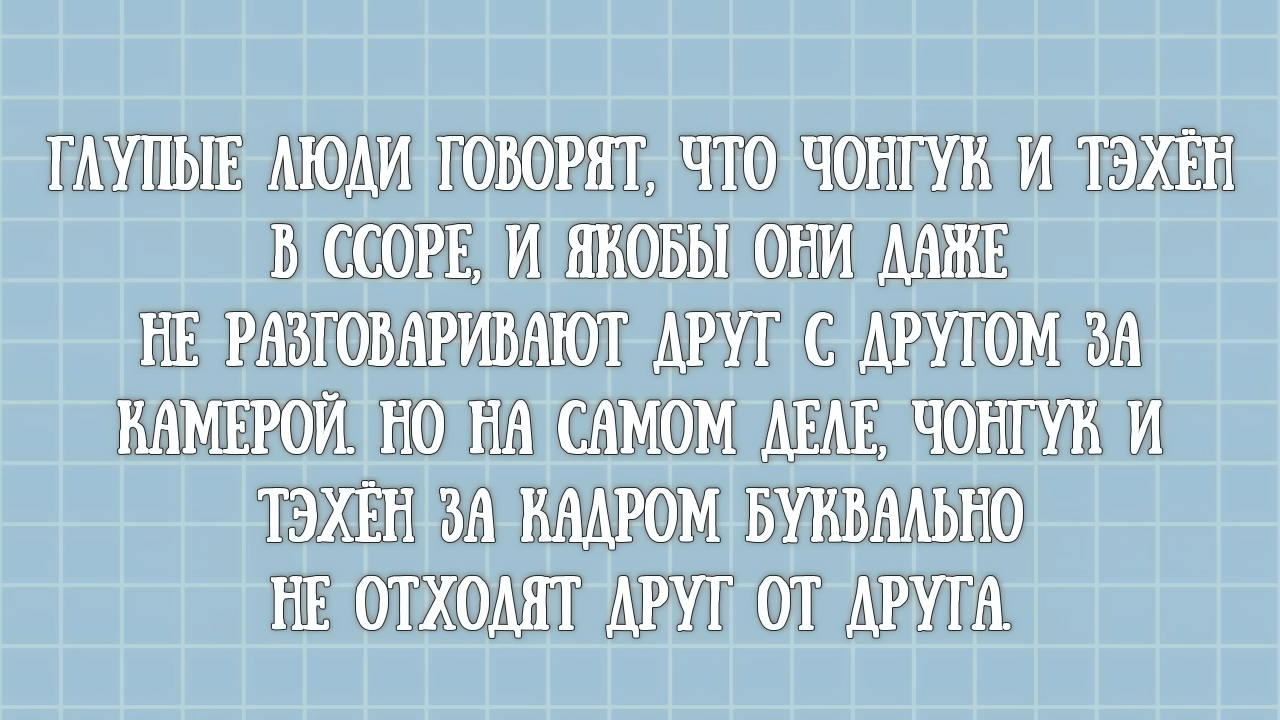 ГЛУПЫЕ ЛЮДИ ГОВОРЯТ, ЧТО ЧОНГУК И ТЭХЁН
В ССОРЕ, И ЯКОБЫ ОНИ ДАЖЕ
НЕ РАЗГОВАРИВАЮТ ДРУГ С ДРУГОМ ЗА
КАМЕРОЙ. НО НА САМОМ ДЕЛЕ, ЧОНГУК И
ТЭХЁН ЗА КАДРОМ БУКВАЛЬНО
НЕ ОТХОДЯТ ДРУГ ОТ ДРУГА.